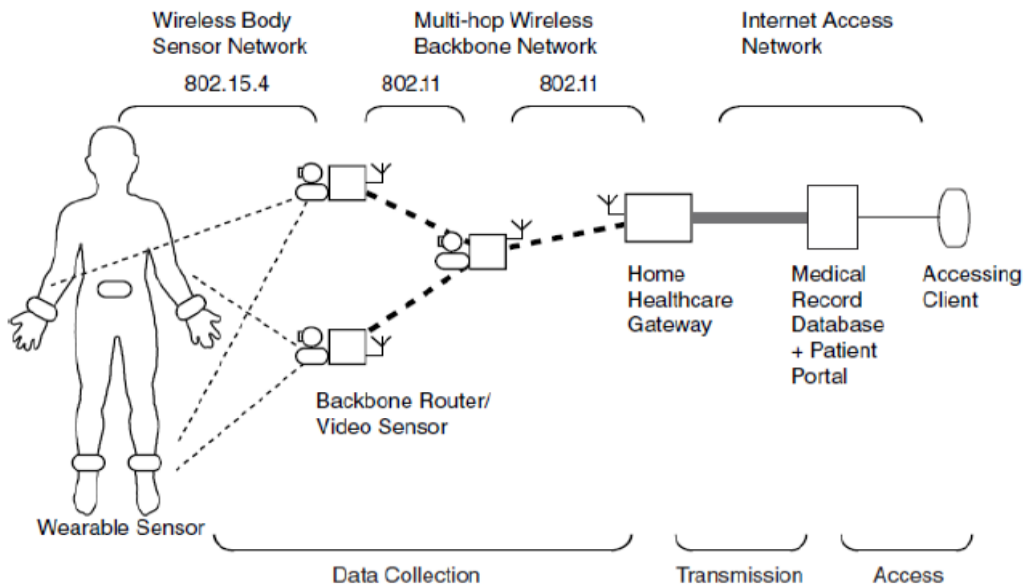 Wireless Body
Sensor Network
802.15.4
Multi-hop Wireless
Backbone Network
802.11
802.11
Internet Access
Network
Home
Healthcare
Gateway
Medical
Record
Database
+ Patient
Portal
Accessing
Client
Backbone Router/
Video Sensor
Wearable Sensor
Data Collection
Transmission
Access